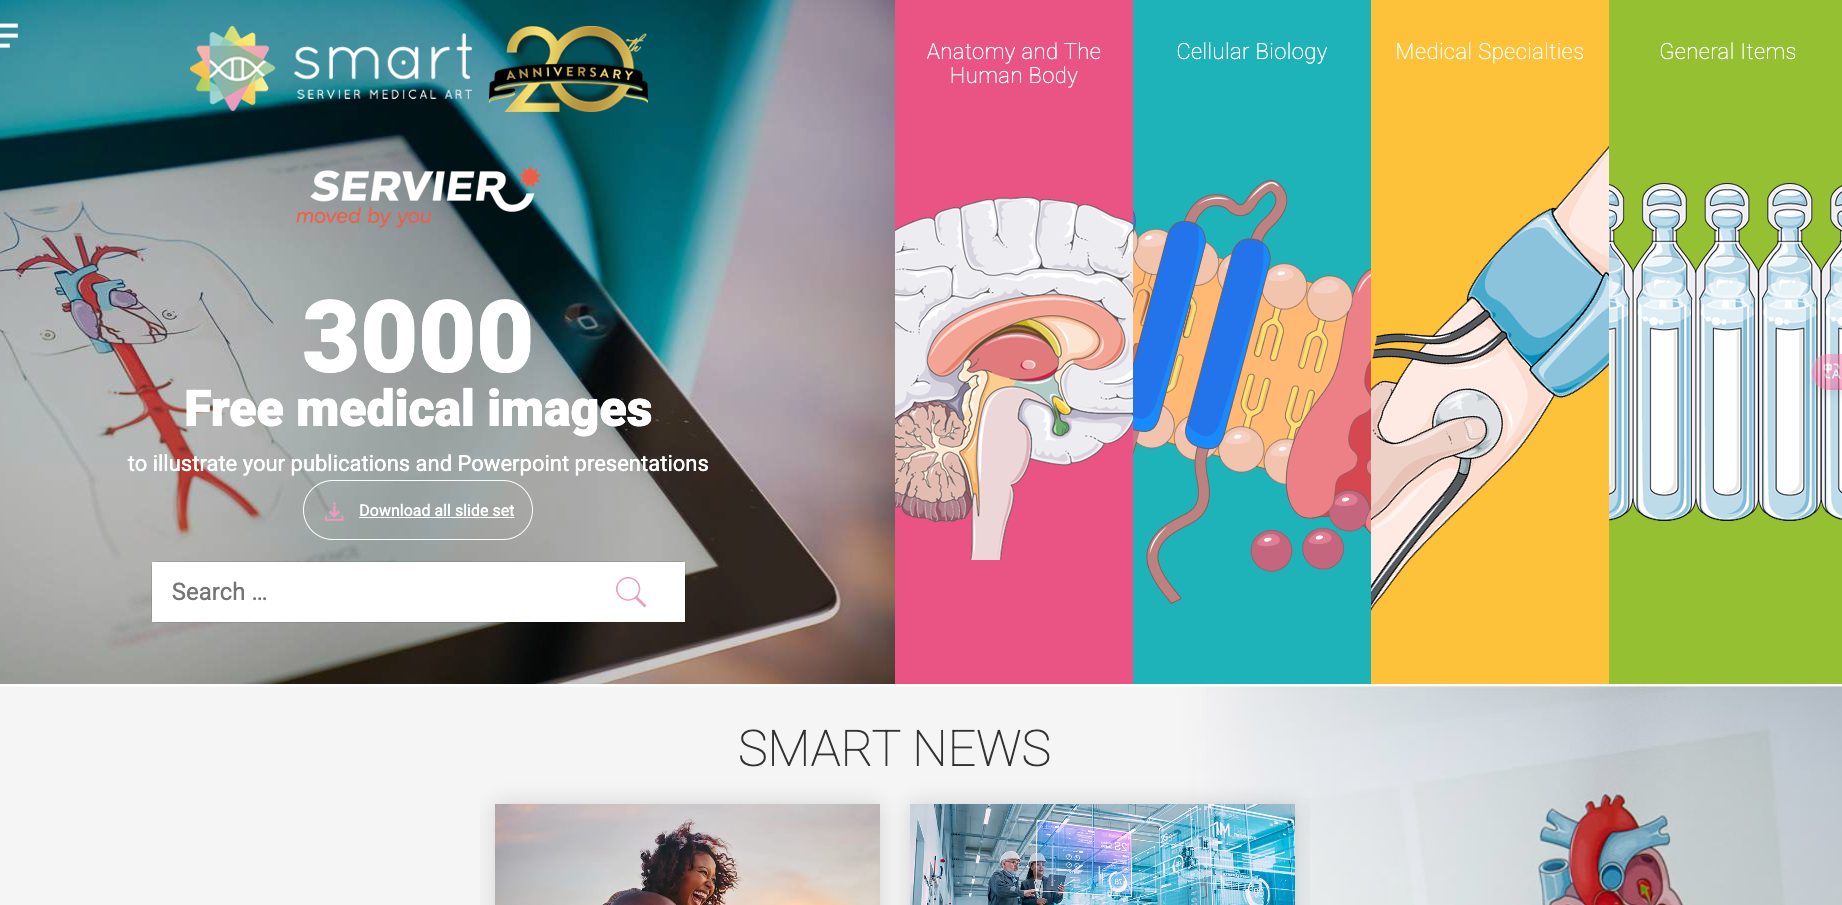 smart
SERVIER MEDICAL ART
20th
ANNIVERSARY
SERVIER
moved by you
3000
Free medical images
to illustrate your publications and Powerpoint presentations
Download all slide set
Search ...
Anatomy and The
Human Body
Cellular Biology
Medical Specialties
General Items
SMART NEWS